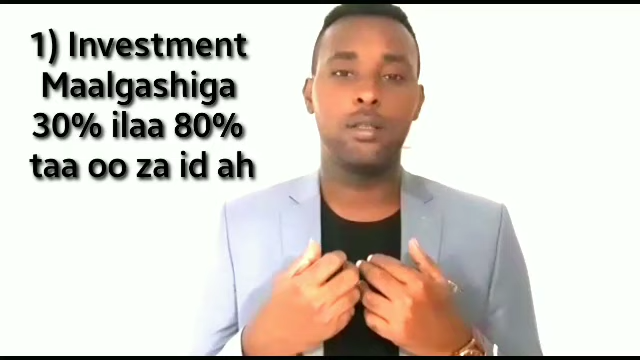 1) Investment
Maalgashiga
30% ilaa 80%
taa oo za id ah